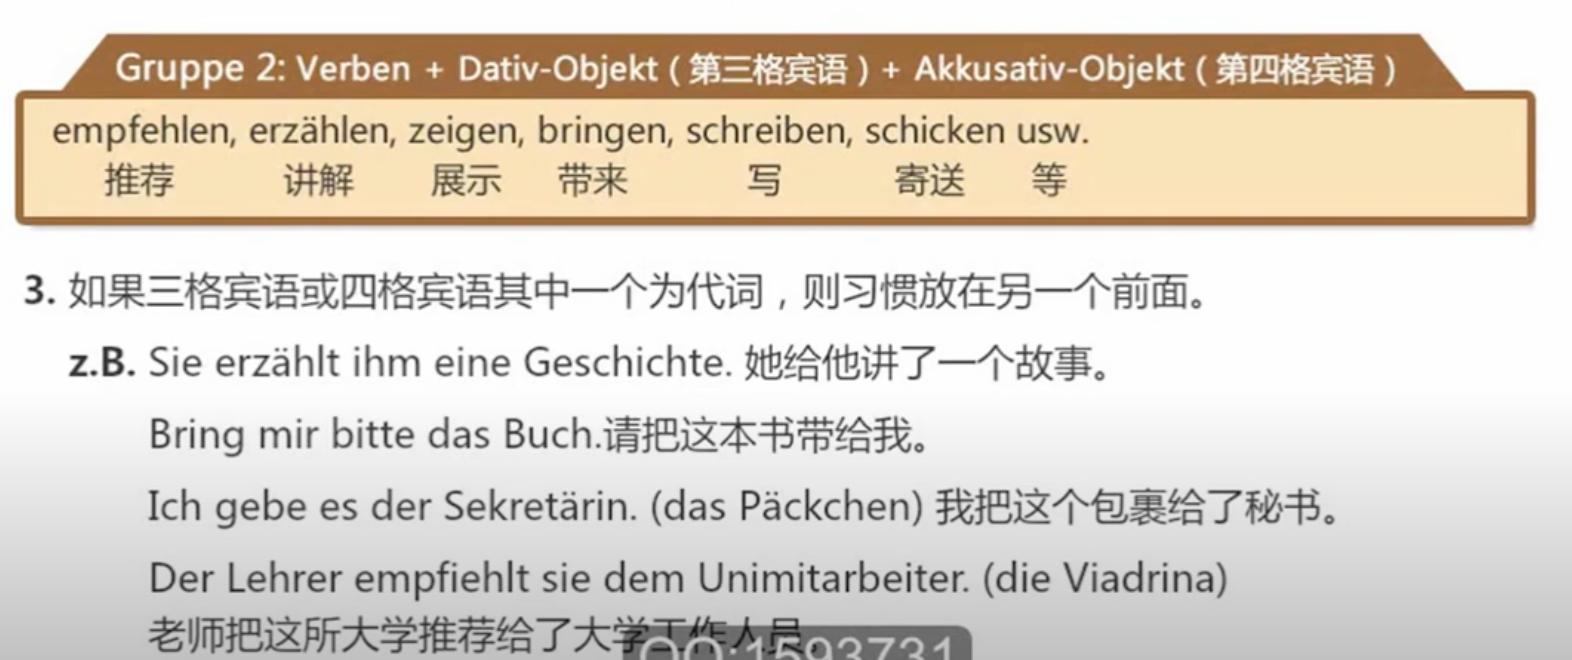 Gruppe 2: Verben + Dativ-Objekt（第三格宾语）+ Akkusativ-Objekt（第四格宾语）
empfehlen, erzählen, zeigen, bringen, schreiben, schicken usw.
推荐 讲解 展示 带来 写 寄送 等
3. 如果三格宾语或四格宾语其中一个为代词，则习惯放在另一个前面。
z.B. Sie erzählt ihm eine Geschichte. 她给他讲了一个故事。
Bring mir bitte das Buch.请把这本书带给我。
Ich gebe es der Sekretärin. (das Päckchen) 我把这个包裹给了秘书。
Der Lehrer empfiehlt sie dem Unimitarbeiter. (die Viadrina)
老师把这所大学推荐给了大学工作人员。
QQ:1593731